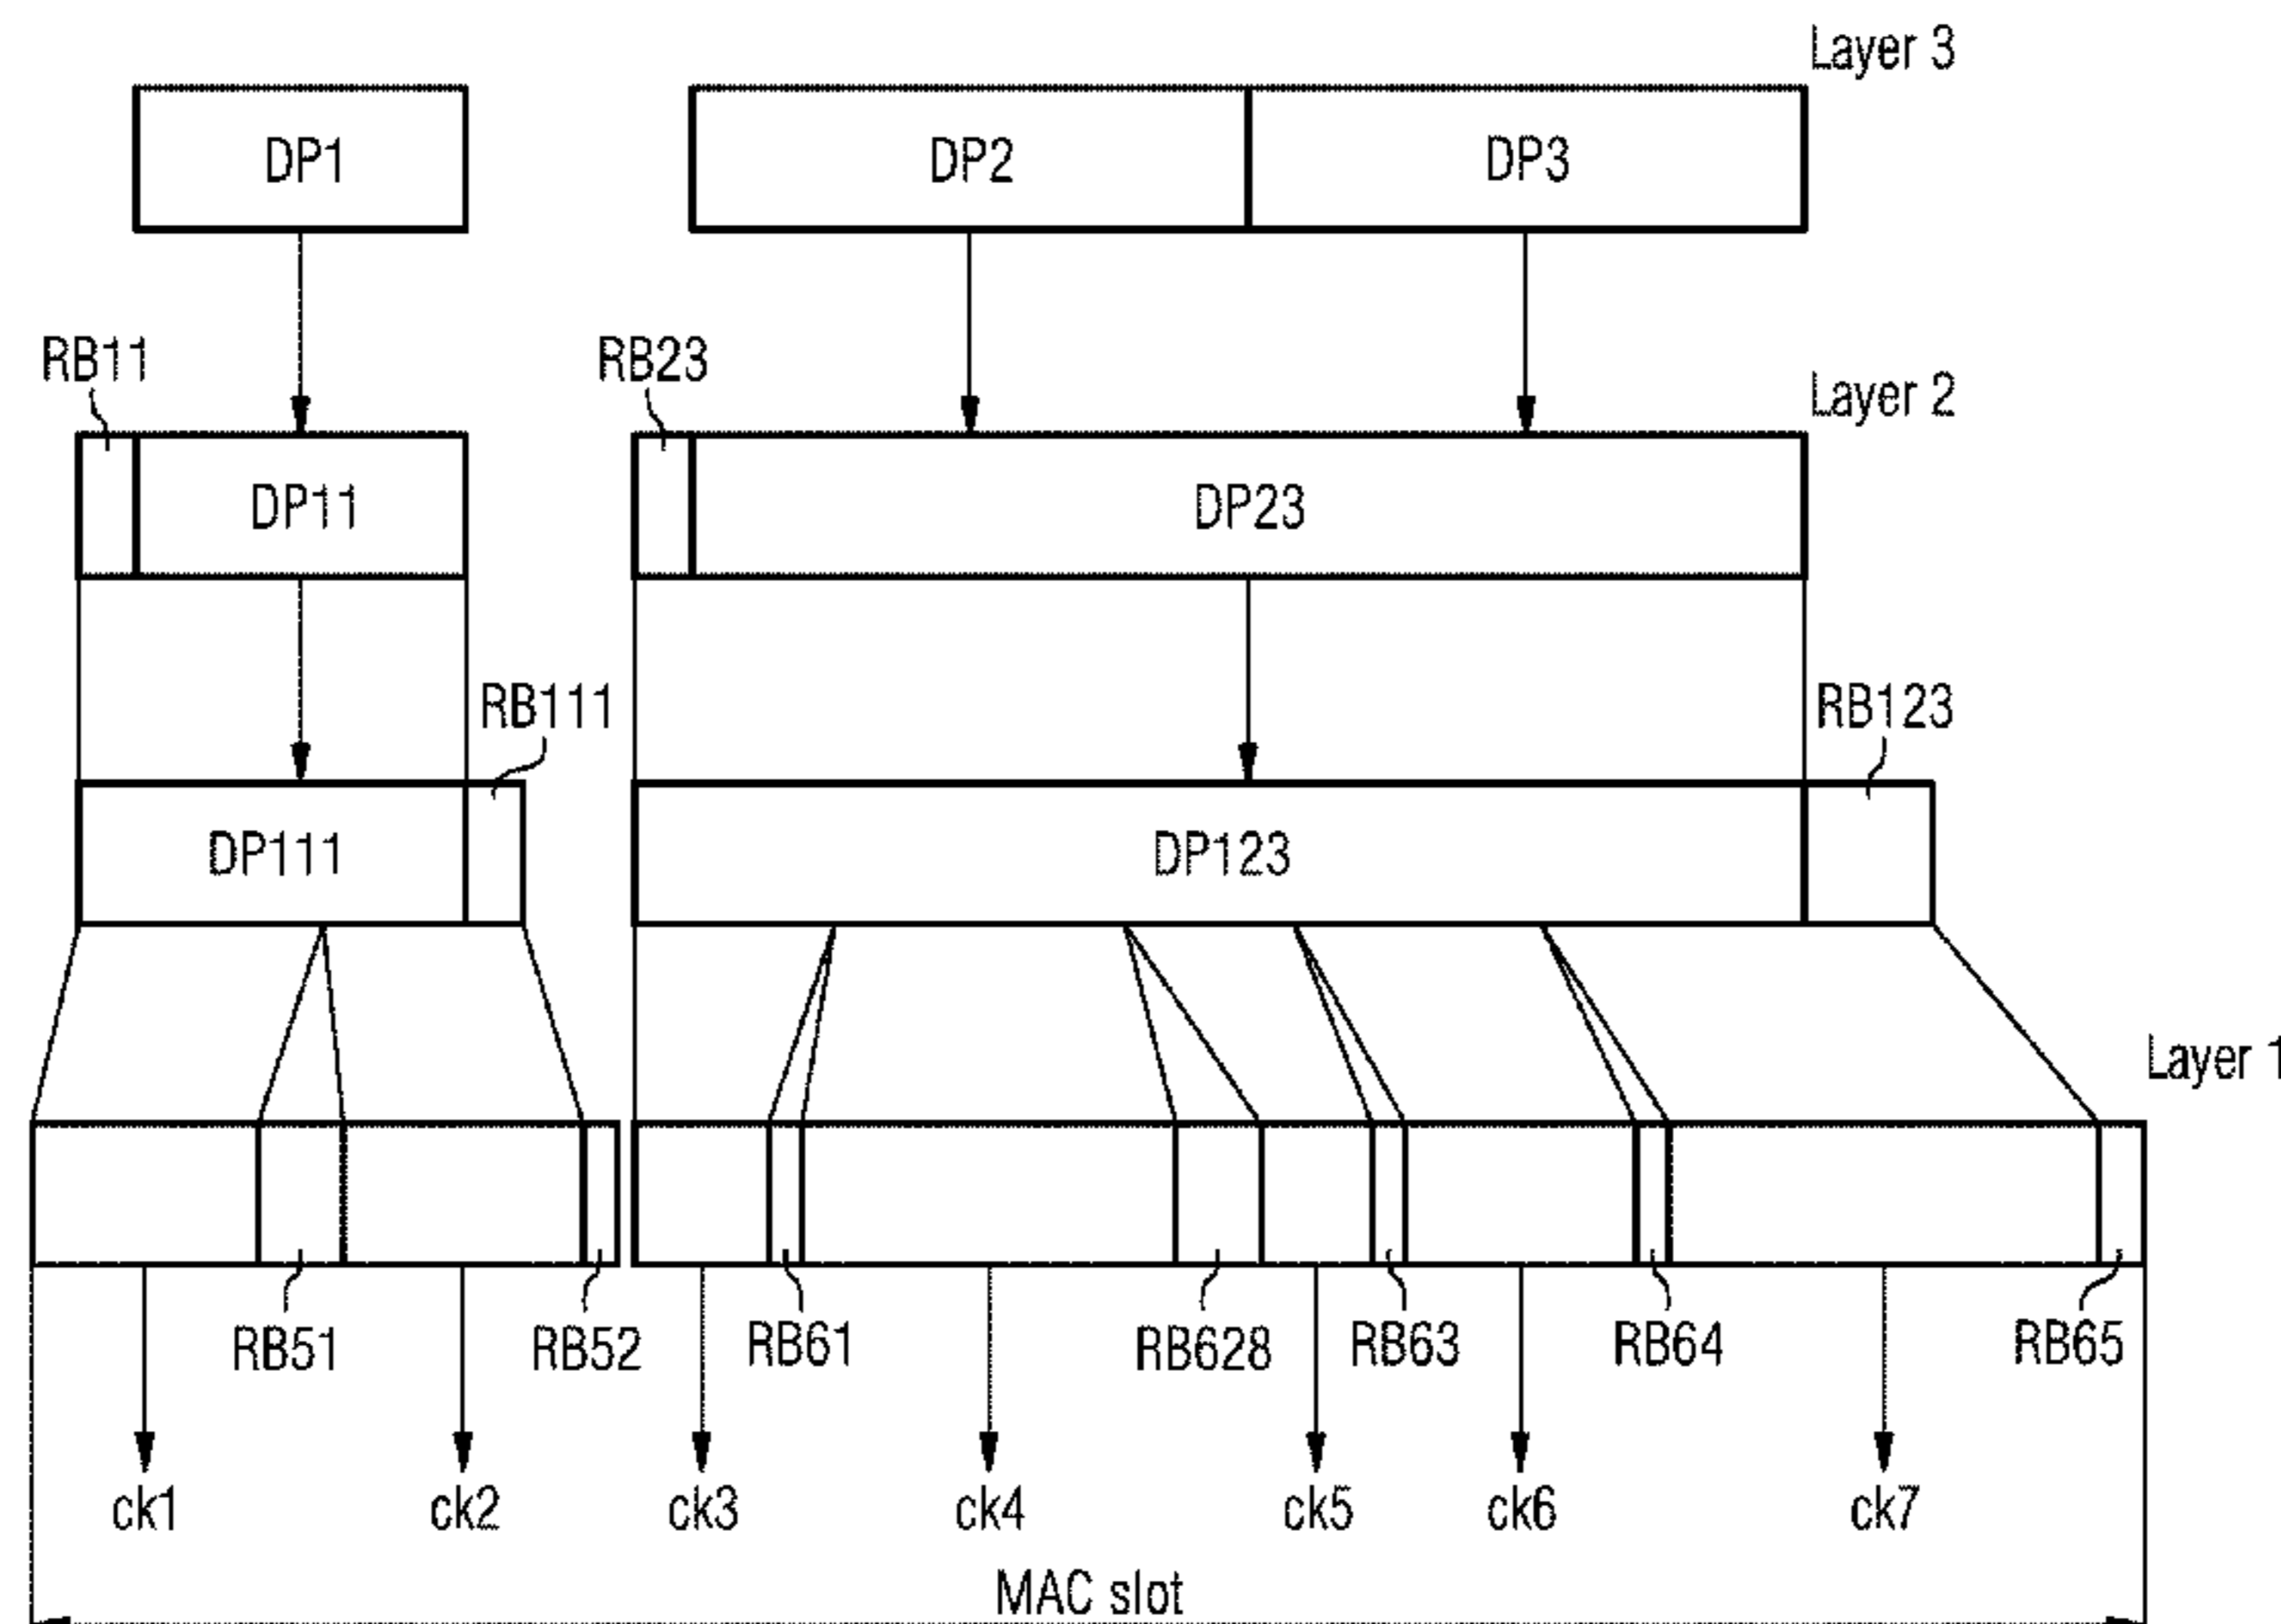 Layer 3
DP1
DP2
DP3
RB11
RB23
Layer 2
DP11
DP23
RB111
RB123
DP111
DP123
Layer 1
RB51
RB52
RB61
RB628
RB63
RB64
RB65
ck1
ck2
ck3
ck4
ck5
ck6
ck7
MAC slot